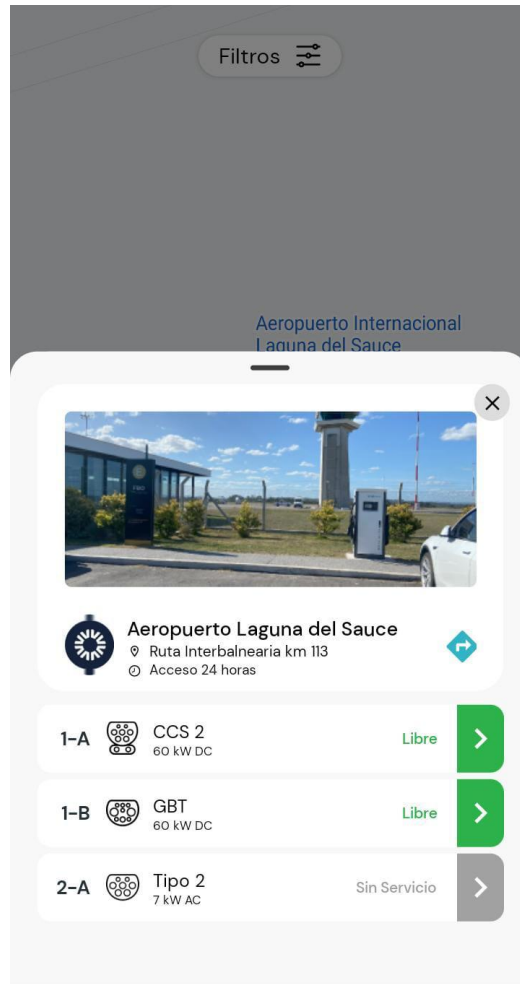 Filtros
Aeropuerto Internacional
Laguna del Sauce
Aeropuerto Laguna del Sauce
Ruta Interbalnearia km 113
Acceso 24 horas
1-A CCS 2 Libre
60 kW DC
1-B GBT Libre
60 kW DC
2-A Tipo 2 Sin Servicio
7 kW AC